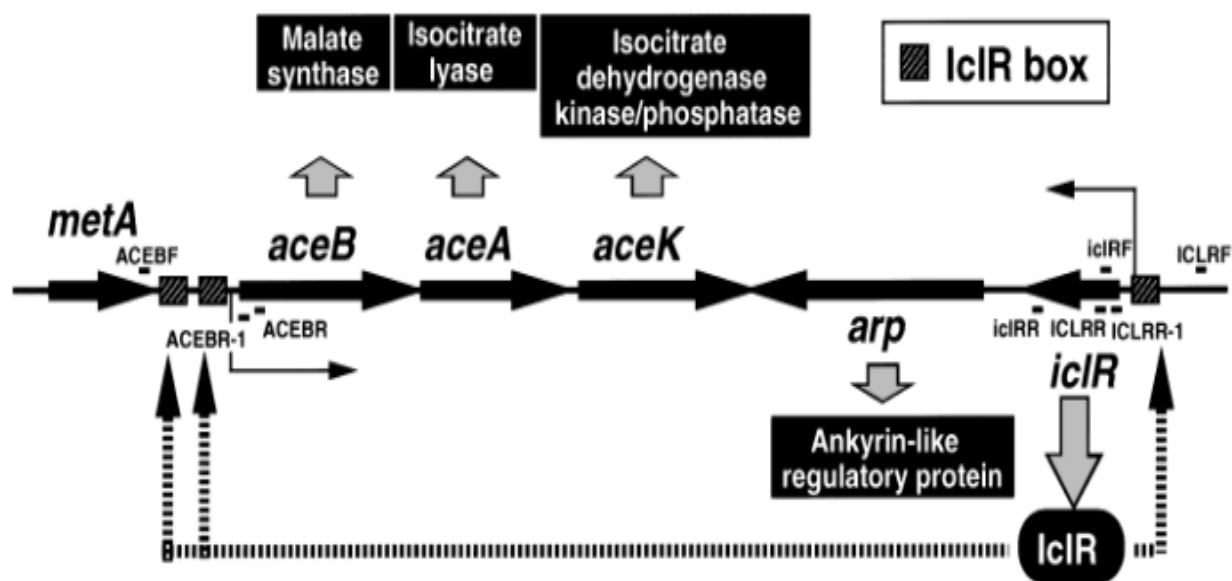 Malate
synthase
Isocitrate
lyase
Isocitrate
dehydrogenase
kinase/phosphatase
IclR box
metA
ACEBF
aceB
aceA
aceK
iclRF
ICLRF
ACEBR-1
ACEBR
arp
iclRR
ICLRR
ICLRR-1
iclR
Ankyrin-like
regulatory protein
IclR